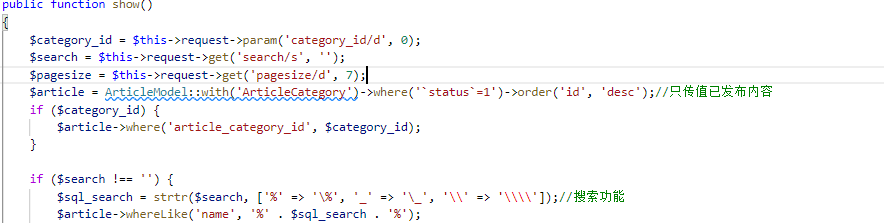 public function show()
{
$category_id = $this->request->param('category_id/d', 0);
$search = $this->request->get('search/s', '');
$pagesize = $this->request->get('pagesize/d', 7);
$article = ArticleModel::with('ArticleCategory')->where('`status`=1')->order('id', 'desc');//只传值已发布内容
if ($category_id) {
$article->where('article_category_id', $category_id);
}
if ($search !== '') {
$sql_search = strtr($search, ['%' => '\%', '_' => '\_', '\\' => '\\\\']);//搜索功能
$article->whereLike('name', '%' . $sql_search . '%');